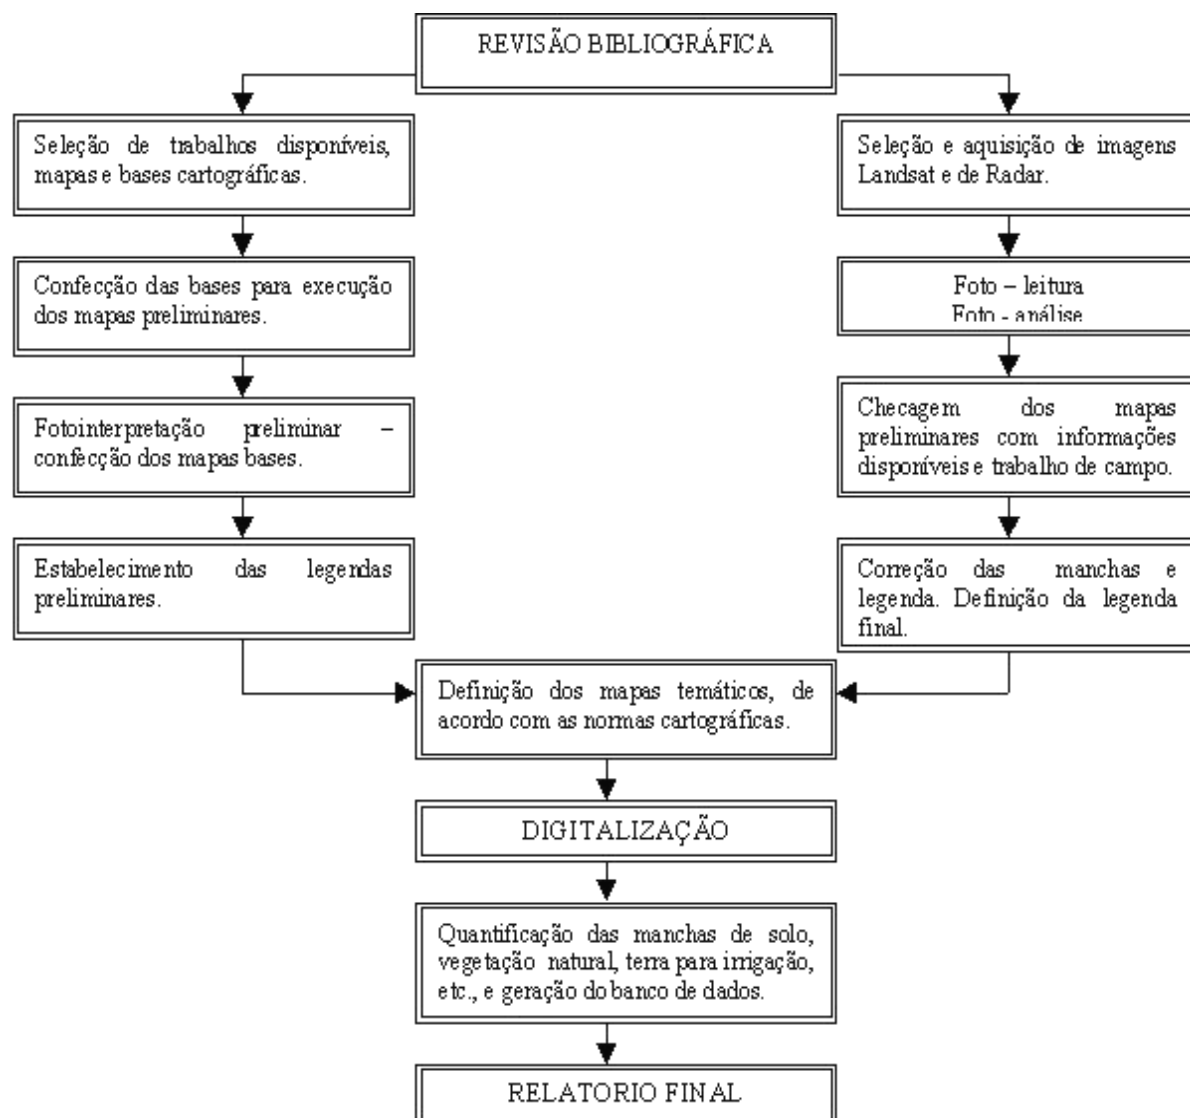 REVISÃO BIBLIOGRÁFICA
Seleção de trabalhos disponíveis,
mapas e bases cartográficas.
Confecção das bases para execução
dos mapas preliminares.
Fotointerpretação preliminar –
confecção dos mapas bases.
Estabelecimento das legendas
preliminares.
Seleção e aquisição de imagens
Landsat e de Radar.
Foto – leitura
Foto - análise
Checagem dos mapas
preliminares com informações
disponíveis e trabalho de campo.
Correção das manchas e
legenda. Definição da legenda
final.
Definição dos mapas temáticos, de
acordo com as normas cartográficas.
DIGITALIZAÇÃO
Quantificação das manchas de solo,
vegetação natural, terra para irrigação,
etc., e geração do banco de dados.
RELATORIO FINAL